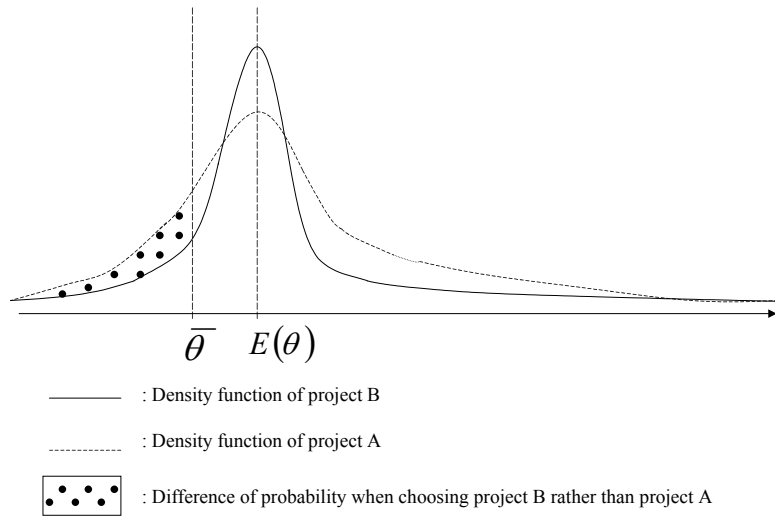 θ̅ E(θ)
: Density function of project B
: Density function of project A
: Difference of probability when choosing project B rather than project A